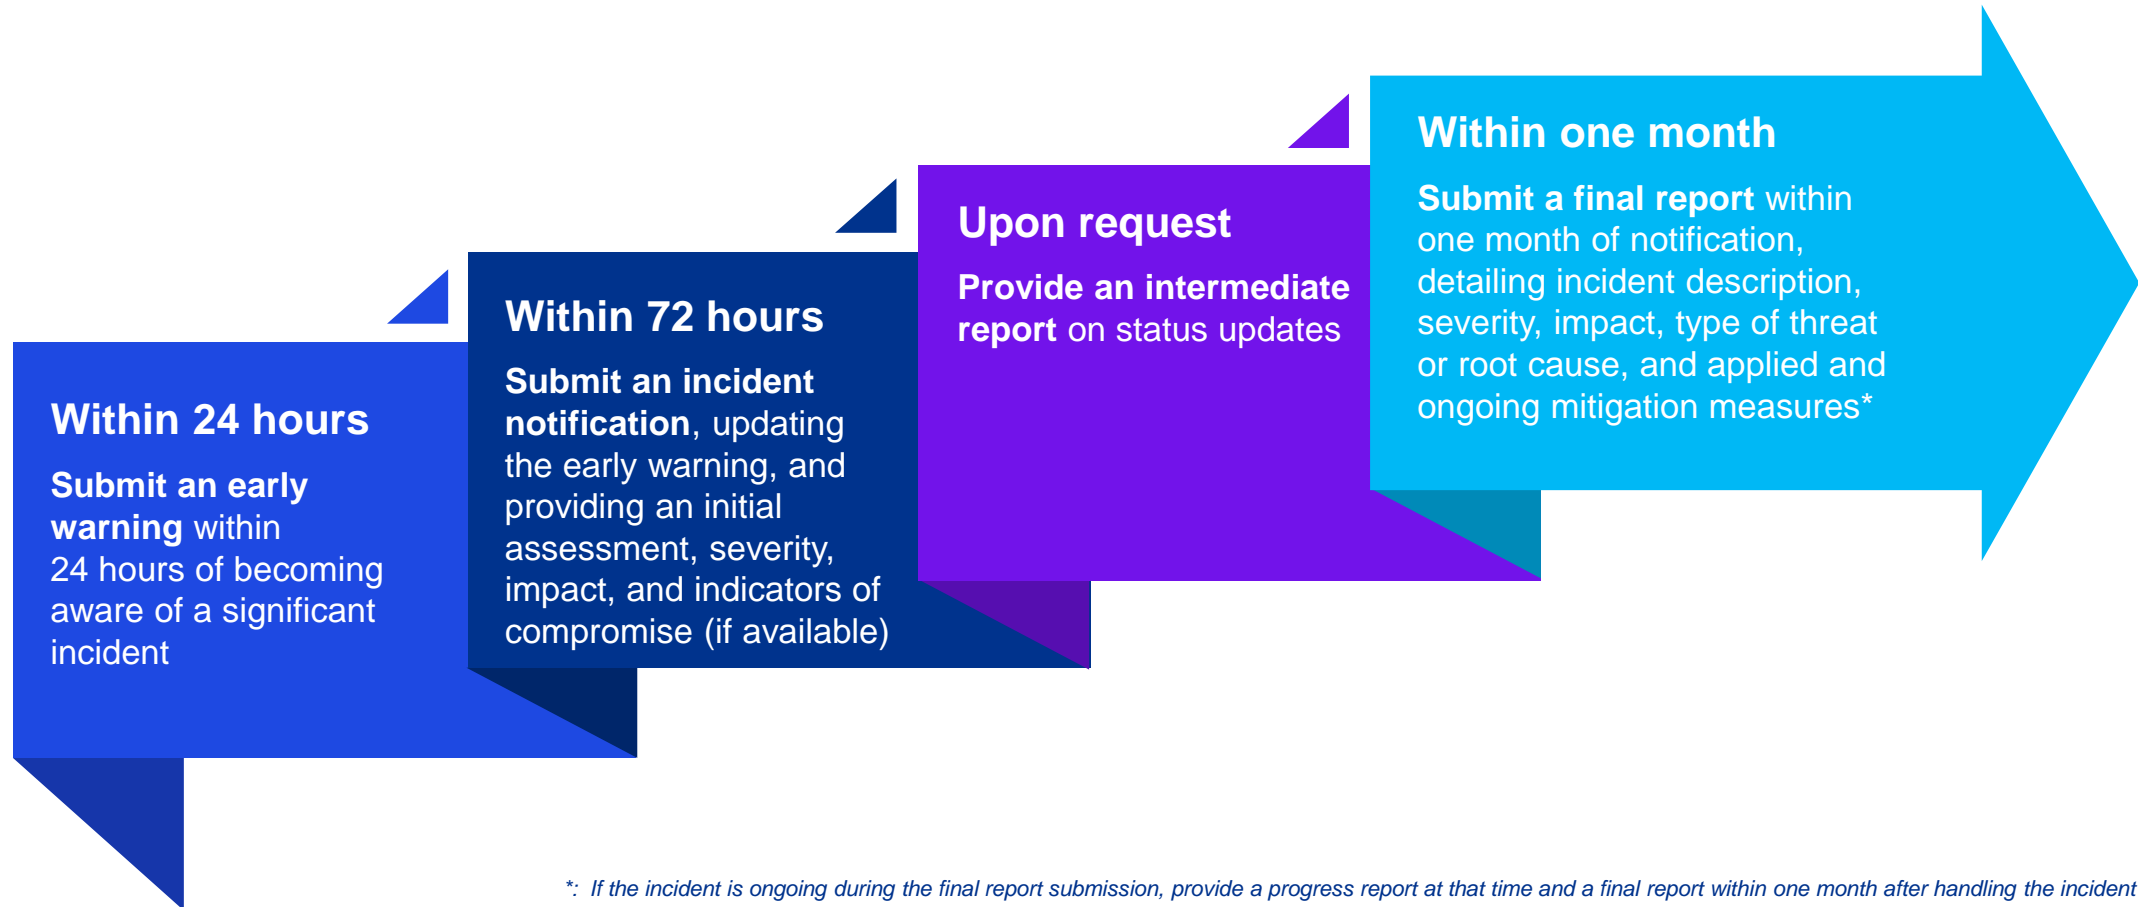 Within 24 hours
Submit an early
warning within
24 hours of becoming
aware of a significant
incident
Within 72 hours
Submit an incident
notification, updating
the early warning, and
providing an initial
assessment, severity,
impact, and indicators of
compromise (if available)
Upon request
Provide an intermediate
report on status updates
Within one month
Submit a final report within
one month of notification,
detailing incident description,
severity, impact, type of threat
or root cause, and applied and
ongoing mitigation measures*
*: If the incident is ongoing during the final report submission, provide a progress report at that time and a final report within one month after handling the incident